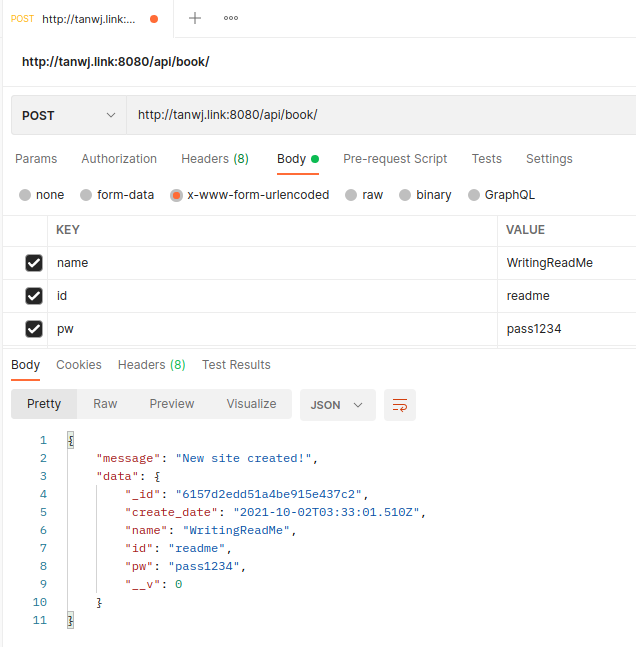 POST http://tanwj.link:... + ooo
http://tanwj.link:8080/api/book/
POST http://tanwj.link:8080/api/book/
Params Authorization Headers (8) Body Pre-request Script Tests Settings
none form-data x-www-form-urlencoded raw binary GraphQL
KEY VALUE
name WritingReadMe
id readme
pw pass1234
Body Cookies Headers (8) Test Results
Pretty Raw Preview Visualize JSON
1 {
2 "message": "New site created!",
3 "data": {
4 "_id": "6157d2edd51a4be915e437c2",
5 "create_date": "2021-10-02T03:33:01.510Z",
6 "name": "WritingReadMe",
7 "id": "readme",
8 "pw": "pass1234",
9 "__v": 0
10 }
11 }